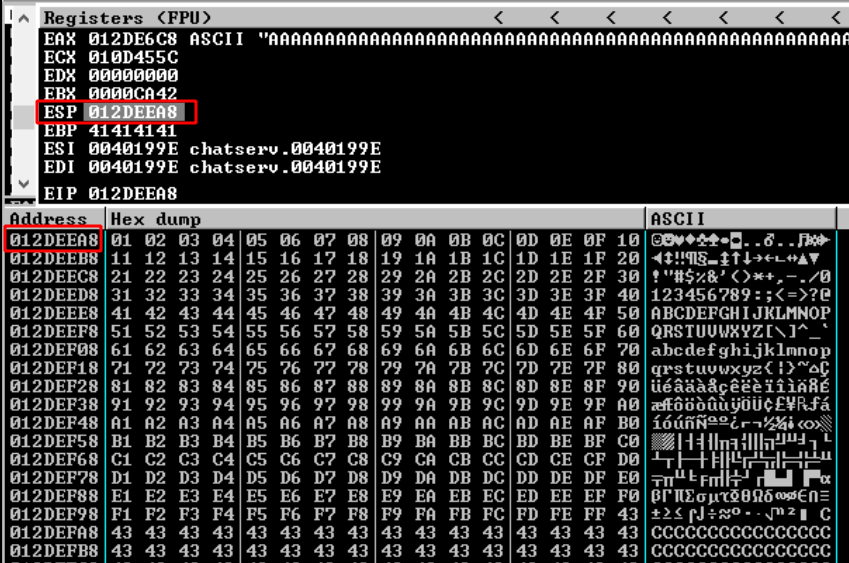 Registers (FPU) < < < < < < <
EAX 012DE6C8 ASCII "AAAAAAAAAAAAAAAAAAAAAAAAAAAAAAAAAAAAAAAAAAAAAAAAAAAA
ECX 010D455C
EDX 00000000
EBX 0000CA42
ESP 012DEEA8
EBP 41414141
ESI 0040199E chatserv.0040199E
EDI 0040199E chatserv.0040199E
EIP 012DEEA8
Address Hex dump ASCII
012DEEA8 01 02 03 04 05 06 07 08 09 0A 0B 0C 0D 0E 0F 10
012DEEB8 11 12 13 14 15 16 17 18 19 1A 1B 1C 1D 1E 1F 20
012DEEC8 21 22 23 24 25 26 27 28 29 2A 2B 2C 2D 2E 2F 30 !"#$%&'()*+,-./0
012DEED8 31 32 33 34 35 36 37 38 39 3A 3B 3C 3D 3E 3F 40 123456789:;<=>?@
012DEEE8 41 42 43 44 45 46 47 48 49 4A 4B 4C 4D 4E 4F 50 ABCDEFGHIJKLMNOP
012DEEF8 51 52 53 54 55 56 57 58 59 5A 5B 5C 5D 5E 5F 60 QRSTUVWXYZ[\]^_`
012DEF08 61 62 63 64 65 66 67 68 69 6A 6B 6C 6D 6E 6F 70 abcdefghijklmnop
012DEF18 71 72 73 74 75 76 77 78 79 7A 7B 7C 7D 7E 7F 80 qrstuvwxyz{|}~⌂Ç
012DEF28 81 82 83 84 85 86 87 88 89 8A 8B 8C 8D 8E 8F 90 üéâäàåçêëèïîìÄÅÉ
012DEF38 91 92 93 94 95 96 97 98 99 9A 9B 9C 9D 9E 9F A0 æÆôöòûùÿÖÜ¢£¥₧ƒá
012DEF48 A1 A2 A3 A4 A5 A6 A7 A8 A9 AA AB AC AD AE AF B0 íóúñÑªº¿⌐¬½¼¡«»░
012DEF58 B1 B2 B3 B4 B5 B6 B7 B8 B9 BA BB BC BD BE BF C0
012DEF68 C1 C2 C3 C4 C5 C6 C7 C8 C9 CA CB CC CD CE CF D0
012DEF78 D1 D2 D3 D4 D5 D6 D7 D8 D9 DA DB DC DD DE DF E0
012DEF88 E1 E2 E3 E4 E5 E6 E7 E8 E9 EA EB EC ED EE EF F0 βΓΠΣσµτΦθΩδ∞ø∈∩≡
012DEF98 F1 F2 F3 F4 F5 F6 F7 F8 F9 FA FB FC FD FE FF 43 ±≥≤⌠⌡÷≈°∙·√ⁿ²■ C
012DEFA8 43 43 43 43 43 43 43 43 43 43 43 43 43 43 43 43 CCCCCCCCCCCCCCCC
012DEFB8 43 43 43 43 43 43 43 43 43 43 43 43 43 43 43 43 CCCCCCCCCCCCCCCC